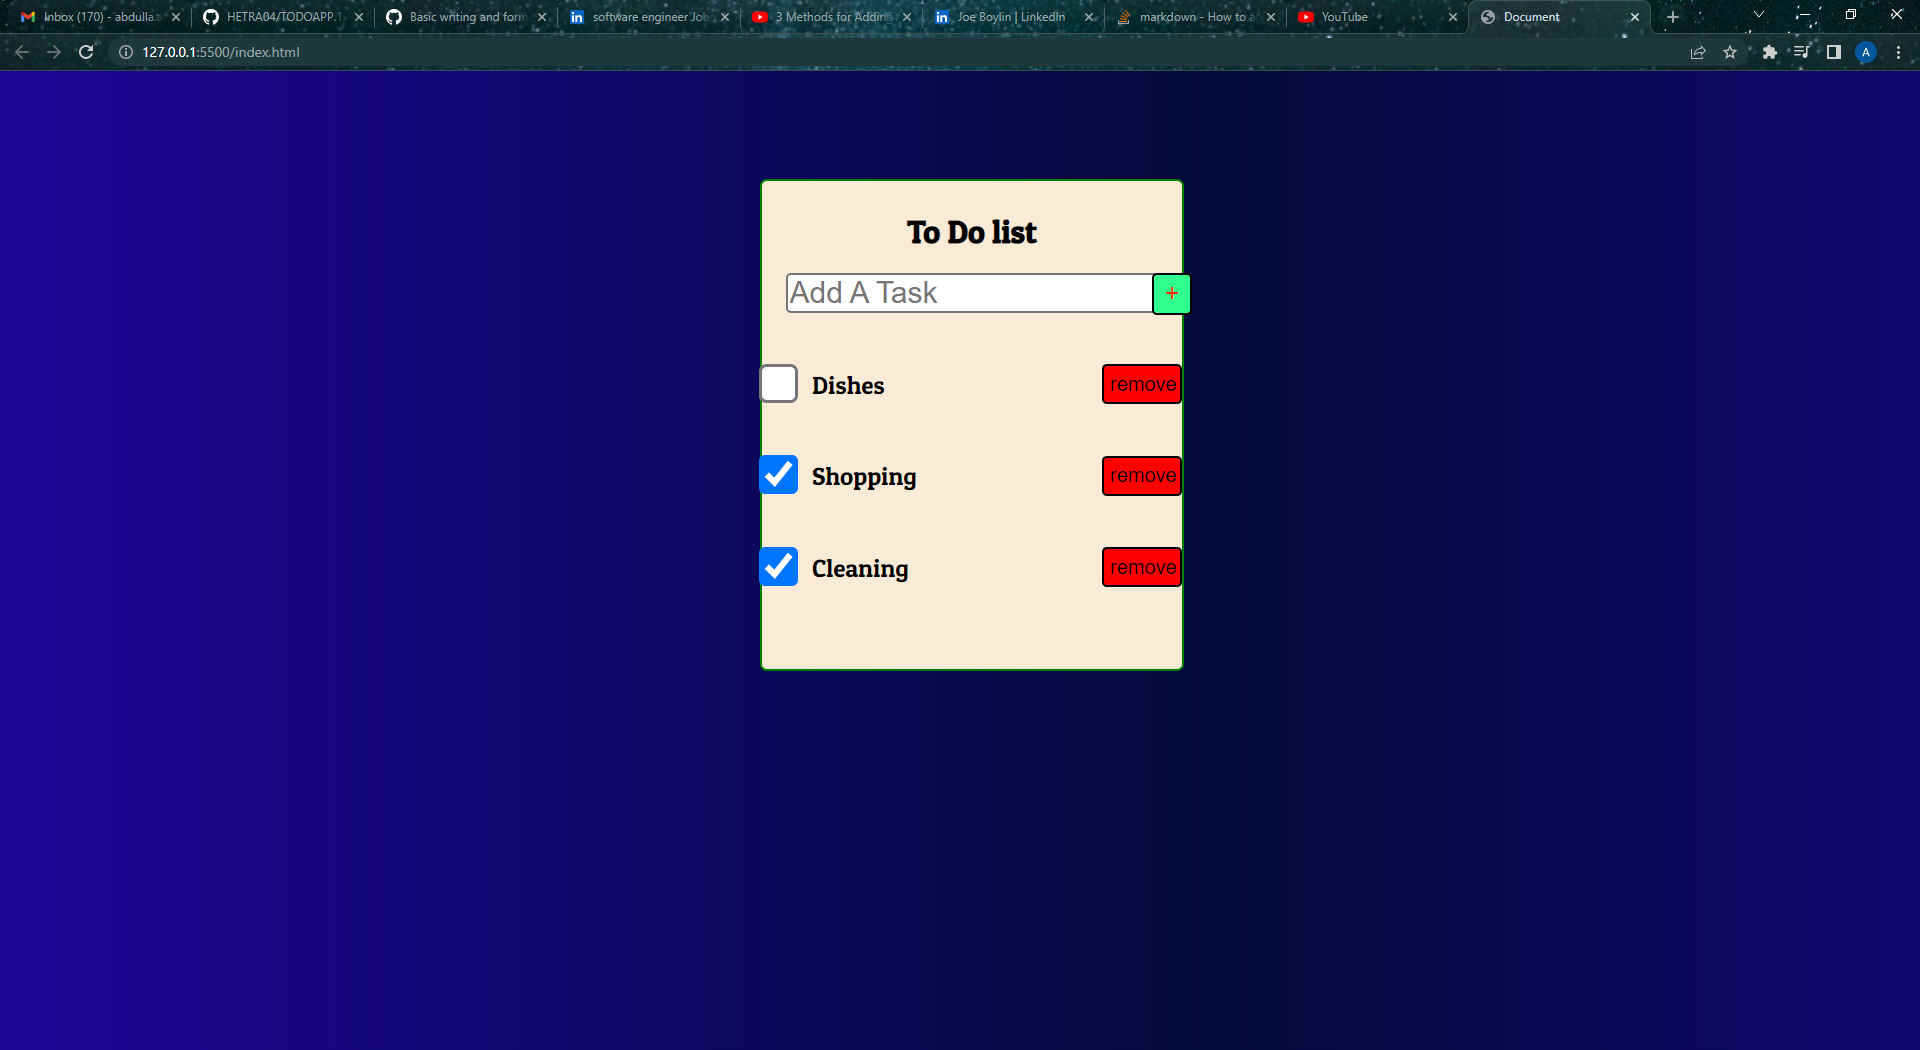 Inbox (170) - abdulla.a
HETRA04/TODOAPP.
Basic writing and form
software engineer Job
3 Methods for Adding
Joe Boylin | LinkedIn
markdown - How to a
YouTube
Document
127.0.0.1:5500/index.html
A
To Do list
Add A Task
+
Dishes
remove
Shopping
remove
Cleaning
remove